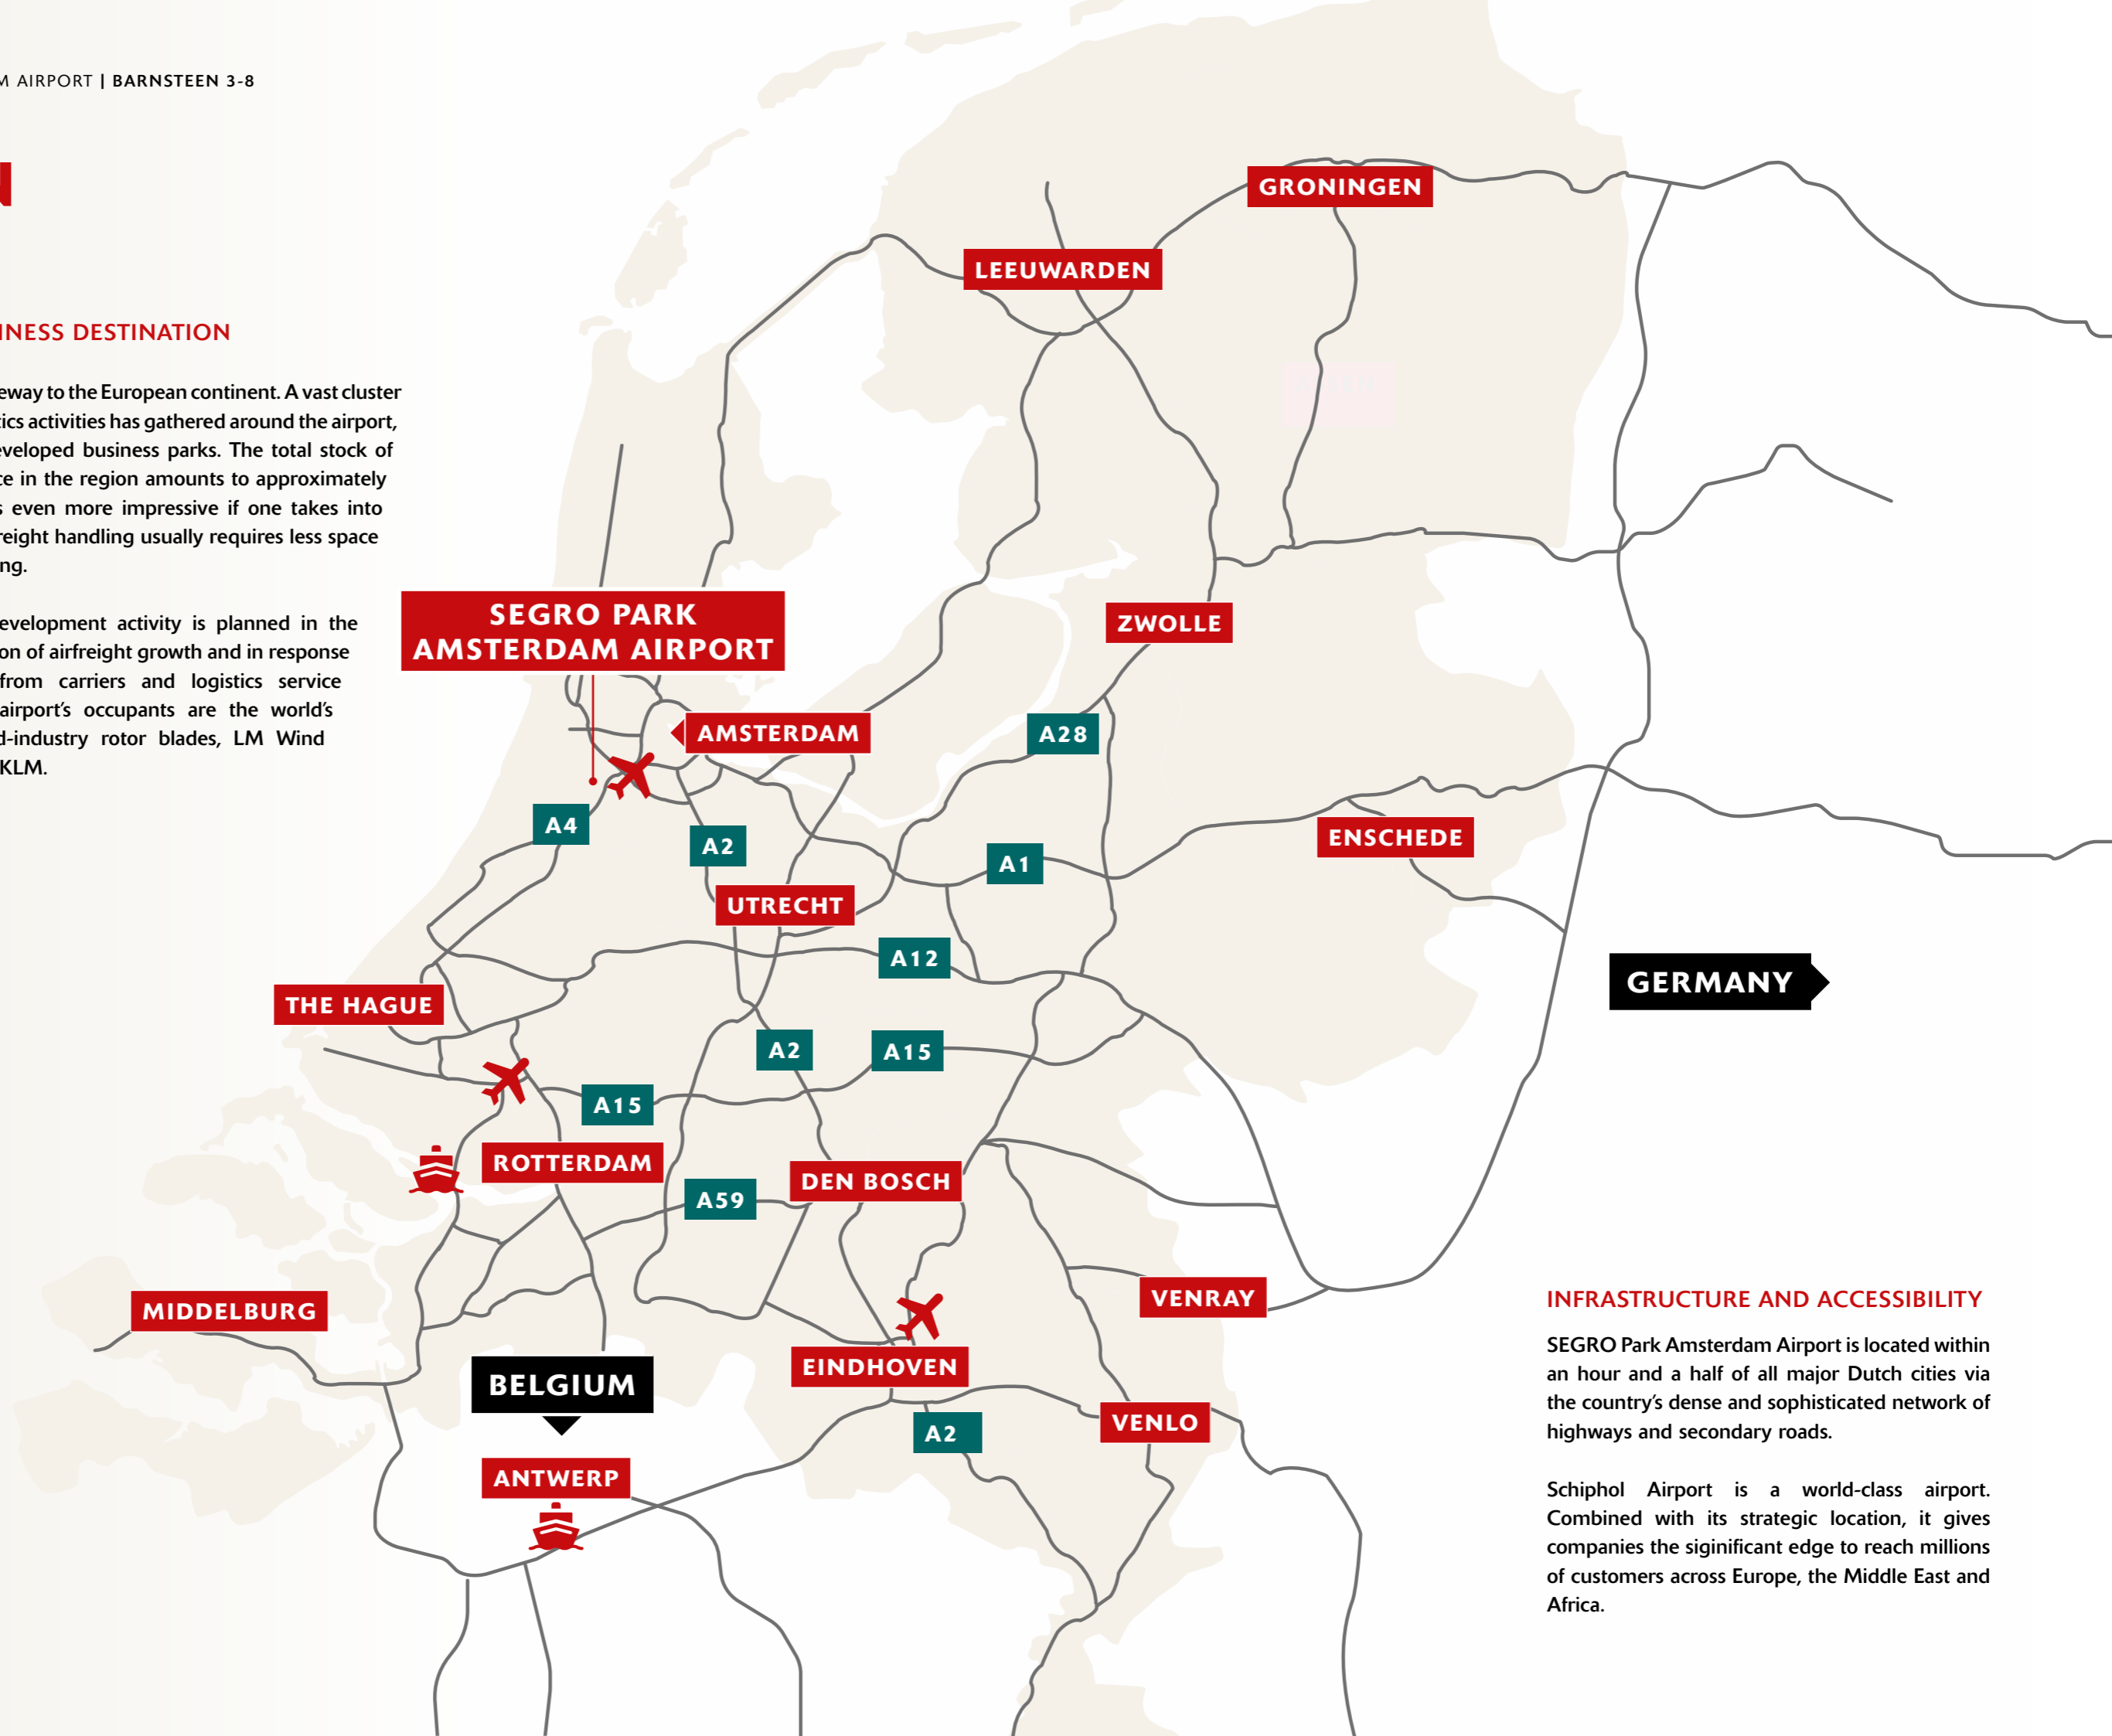 M AIRPORT | BARNSTEEN 3-8
N
INESS DESTINATION
eway to the European continent. A vast cluster
tics activities has gathered around the airport,
eveloped business parks. The total stock of
ce in the region amounts to approximately
s even more impressive if one takes into
reight handling usually requires less space
ng.
evelopment activity is planned in the
on of airfreight growth and in response
from carriers and logistics service
airport's occupants are the world's
d-industry rotor blades, LM Wind
KLM.
GRONINGEN
LEEUWARDEN
SEGRO PARK
AMSTERDAM AIRPORT
ZWOLLE
AMSTERDAM
A28
A4
A2
ENSCHEDE
A1
UTRECHT
A12
GERMANY
THE HAGUE
A2
A15
A15
ROTTERDAM
DEN BOSCH
A59
VENRAY
MIDDELBURG
EINDHOVEN
BELGIUM
VENLO
A2
ANTWERP
INFRASTRUCTURE AND ACCESSIBILITY
SEGRO Park Amsterdam Airport is located within
an hour and a half of all major Dutch cities via
the country's dense and sophisticated network of
highways and secondary roads.
Schiphol Airport is a world-class airport.
Combined with its strategic location, it gives
companies the siginificant edge to reach millions
of customers across Europe, the Middle East and
Africa.